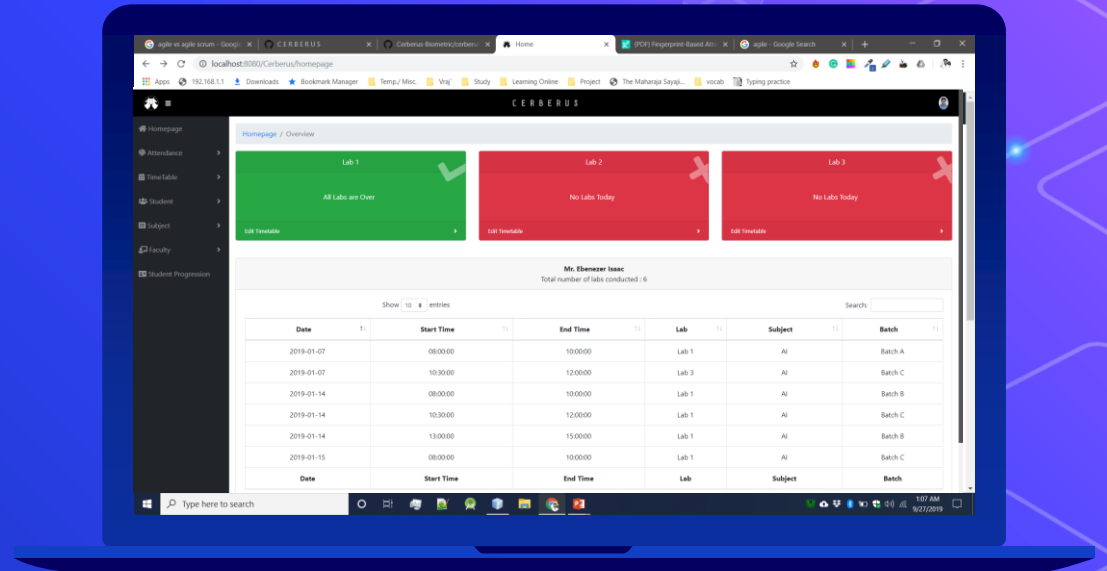 agile vs agile scrum - Goog
CERBERUS
Cerberus-Biometric/cerberu
Home
(PDF) Fingerprint-Based Att
agile - Google Search
localhost:8080/Cerberus/homepage
Apps 192.168.1.1 Downloads Bookmark Manager Temp./ Misc. Vraj Study Learning Online Project The Maharaja Sayaji... vocab Typing practice
CERBERUS
Homepage
Attendance
TimeTable
Student
Subject
Faculty
Student Progression
Homepage / Overview
Lab 1
All Labs are Over
Edit Timetable
Lab 2
No Labs Today
Edit Timetable
Lab 3
No Labs Today
Edit Timetable
Mr. Ebenezer Isaac
Total number of labs conducted : 6
Show 10 entries
Search:
Date Start Time End Time Lab Subject Batch
2019-01-07 08:00:00 10:00:00 Lab 1 AI Batch A
2019-01-07 10:30:00 12:00:00 Lab 3 AI Batch C
2019-01-14 08:00:00 10:00:00 Lab 1 AI Batch B
2019-01-14 10:30:00 12:00:00 Lab 1 AI Batch C
2019-01-14 13:00:00 15:00:00 Lab 1 AI Batch B
2019-01-15 08:00:00 10:00:00 Lab 1 AI Batch C
Date Start Time End Time Lab Subject Batch
Type here to search
1:07 AM
9/27/2019